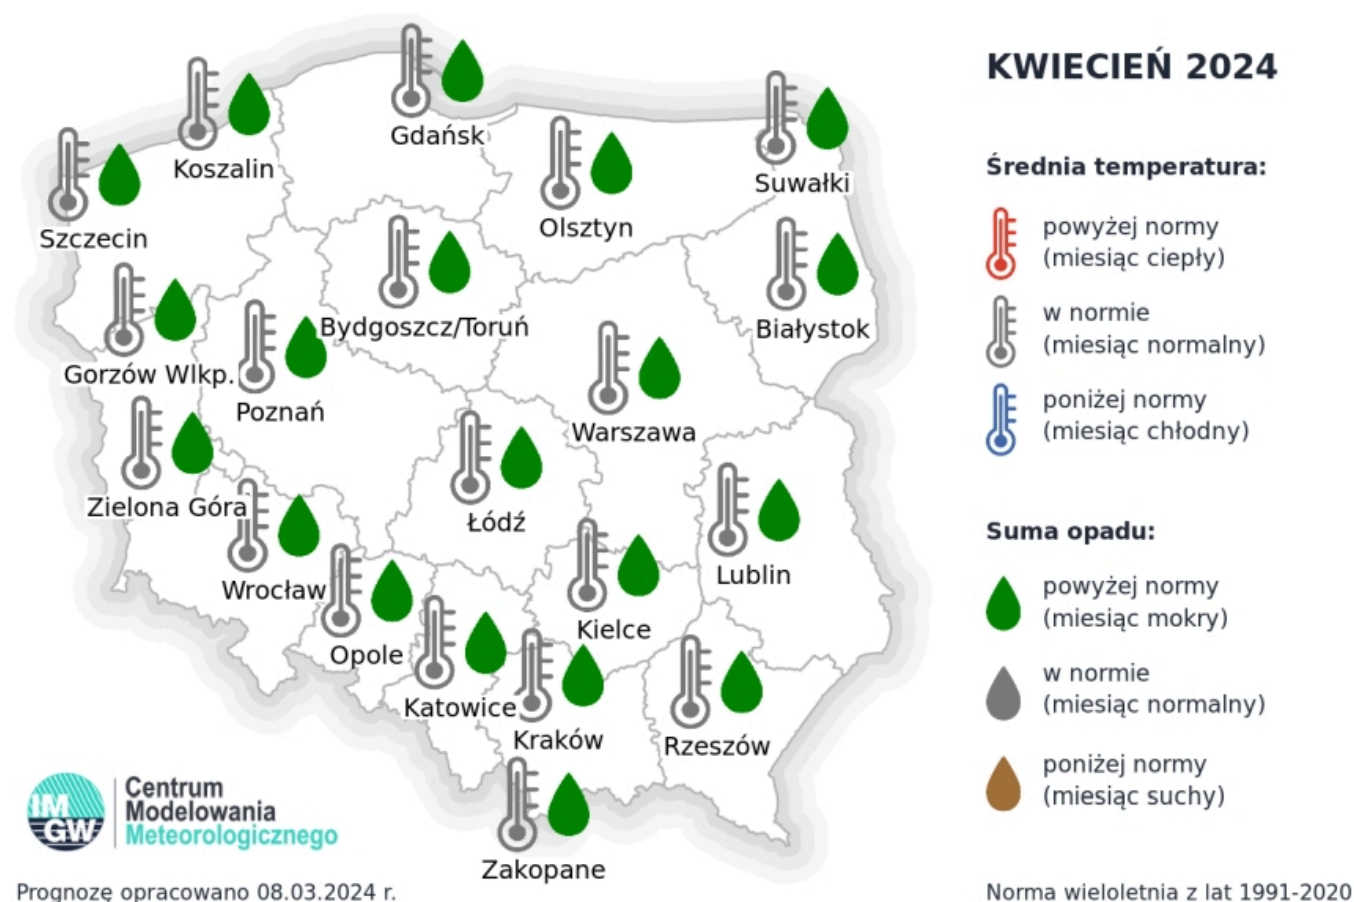 KWIECIEŃ 2024
Średnia temperatura:
powyżej normy
(miesiąc ciepły)
w normie
(miesiąc normalny)
poniżej normy
(miesiąc chłodny)
Suma opadu:
powyżej normy
(miesiąc mokry)
w normie
(miesiąc normalny)
poniżej normy
(miesiąc suchy)
Gdańsk
Koszalin
Suwałki
Olsztyn
Szczecin
Bydgoszcz/Toruń
Białystok
Gorzów Wlkp.
Poznań
Warszawa
Zielona Góra
Łódź
Lublin
Wrocław
Kielce
Opole
Katowice
Kraków
Rzeszów
Zakopane
IM
GW
Centrum
Modelowania
Meteorologicznego
Prognozę opracowano 08.03.2024 r.
Norma wieloletnia z lat 1991-2020